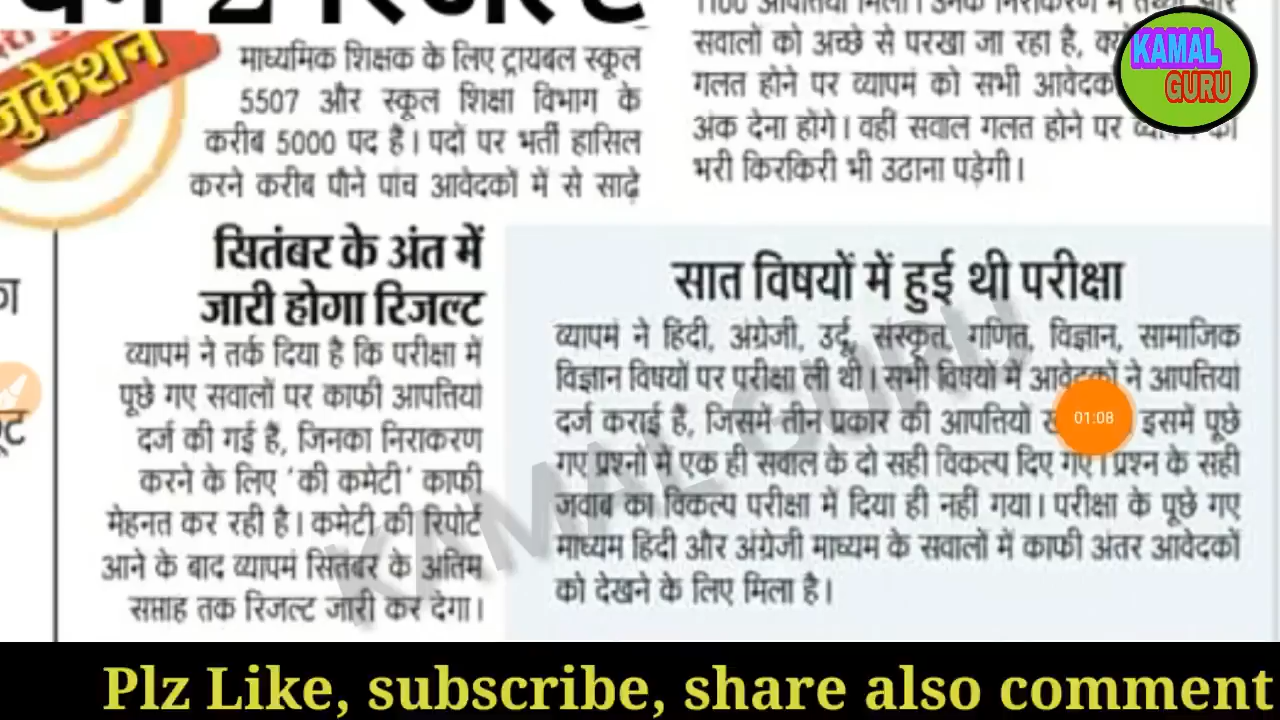 जुकेशन
माध्यमिक शिक्षक के लिए ट्रायबल स्कूल
5507 और स्कूल शिक्षा विभाग के
करीब 5000 पद हैं। पदों पर भर्ती हासिल
करने करीब पौने पांच आवेदकों में से साढ़े
सवालों को अच्छे से परखा जा रहा है,
गलत होने पर व्यापमं को सभी
अंक देना होंगे। वहीं सवाल गलत होने पर
भरी किरकिरी भी उठाना पड़ेगी।
KAMAL
GURU
सितंबर के अंत में
जारी होगा रिजल्ट
व्यापमं ने तर्क दिया है कि परीक्षा में
पूछे गए सवालों पर काफी आपत्तियां
दर्ज की गई हैं, जिनका निराकरण
करने के लिए 'की कमेटी' काफी
मेहनत कर रही है। कमेटी की रिपोर्ट
आने के बाद व्यापमं सितंबर के अंतिम
सप्ताह तक रिजल्ट जारी कर देगा।
सात विषयों में हुई थी परीक्षा
व्यापमं ने हिंदी, अंग्रेजी, उर्दू, संस्कृत, गणित, विज्ञान, सामाजिक
विज्ञान विषयों पर परीक्षा ली थी। सभी विषयों में आवेदकों ने आपत्तियां
दर्ज कराई हैं, जिसमें तीन प्रकार की आपत्तियों इसमें पूछे
गए प्रश्नों में एक ही सवाल के दो सही विकल्प दिए गए। प्रश्न के सही
जवाब का विकल्प परीक्षा में दिया ही नहीं गया। परीक्षा के पूछे गए
माध्यम हिदी और अंग्रेजी माध्यम के सवालों में काफी अंतर आवेदकों
को देखने के लिए मिला है।
01:08
KAMAL GURU
Plz Like, subscribe, share also comment